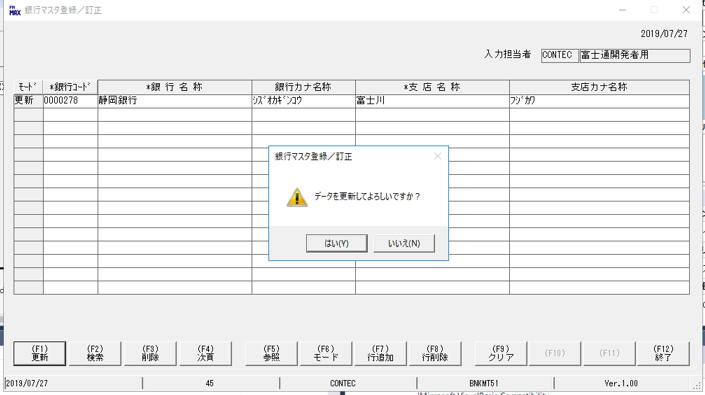 FM MAX 銀行マスタ登録／訂正
2019/07/27
入力担当者 CONTEC 富士通開発者用
ﾓｰﾄﾞ *銀行ｺｰﾄﾞ *銀 行 名 称 銀行カナ名称 *支 店 名 称 支店カナ名称
更新 0000278 静岡銀行 ｼｽﾞｵｶｷﾞﾝｺｳ 富士川 ﾌｼﾞｶﾜ
銀行マスタ登録／訂正
データを更新してよろしいですか？
はい(Y) いいえ(N)
(F1) (F2) (F3) (F4) (F5) (F6) (F7) (F8) (F9) (F10) (F11) (F12)
更新 検索 削除 次頁 参照 モード 行追加 行削除 クリア 終了
2019/07/27 45 CONTEC BNKMT51 Ver.1.00